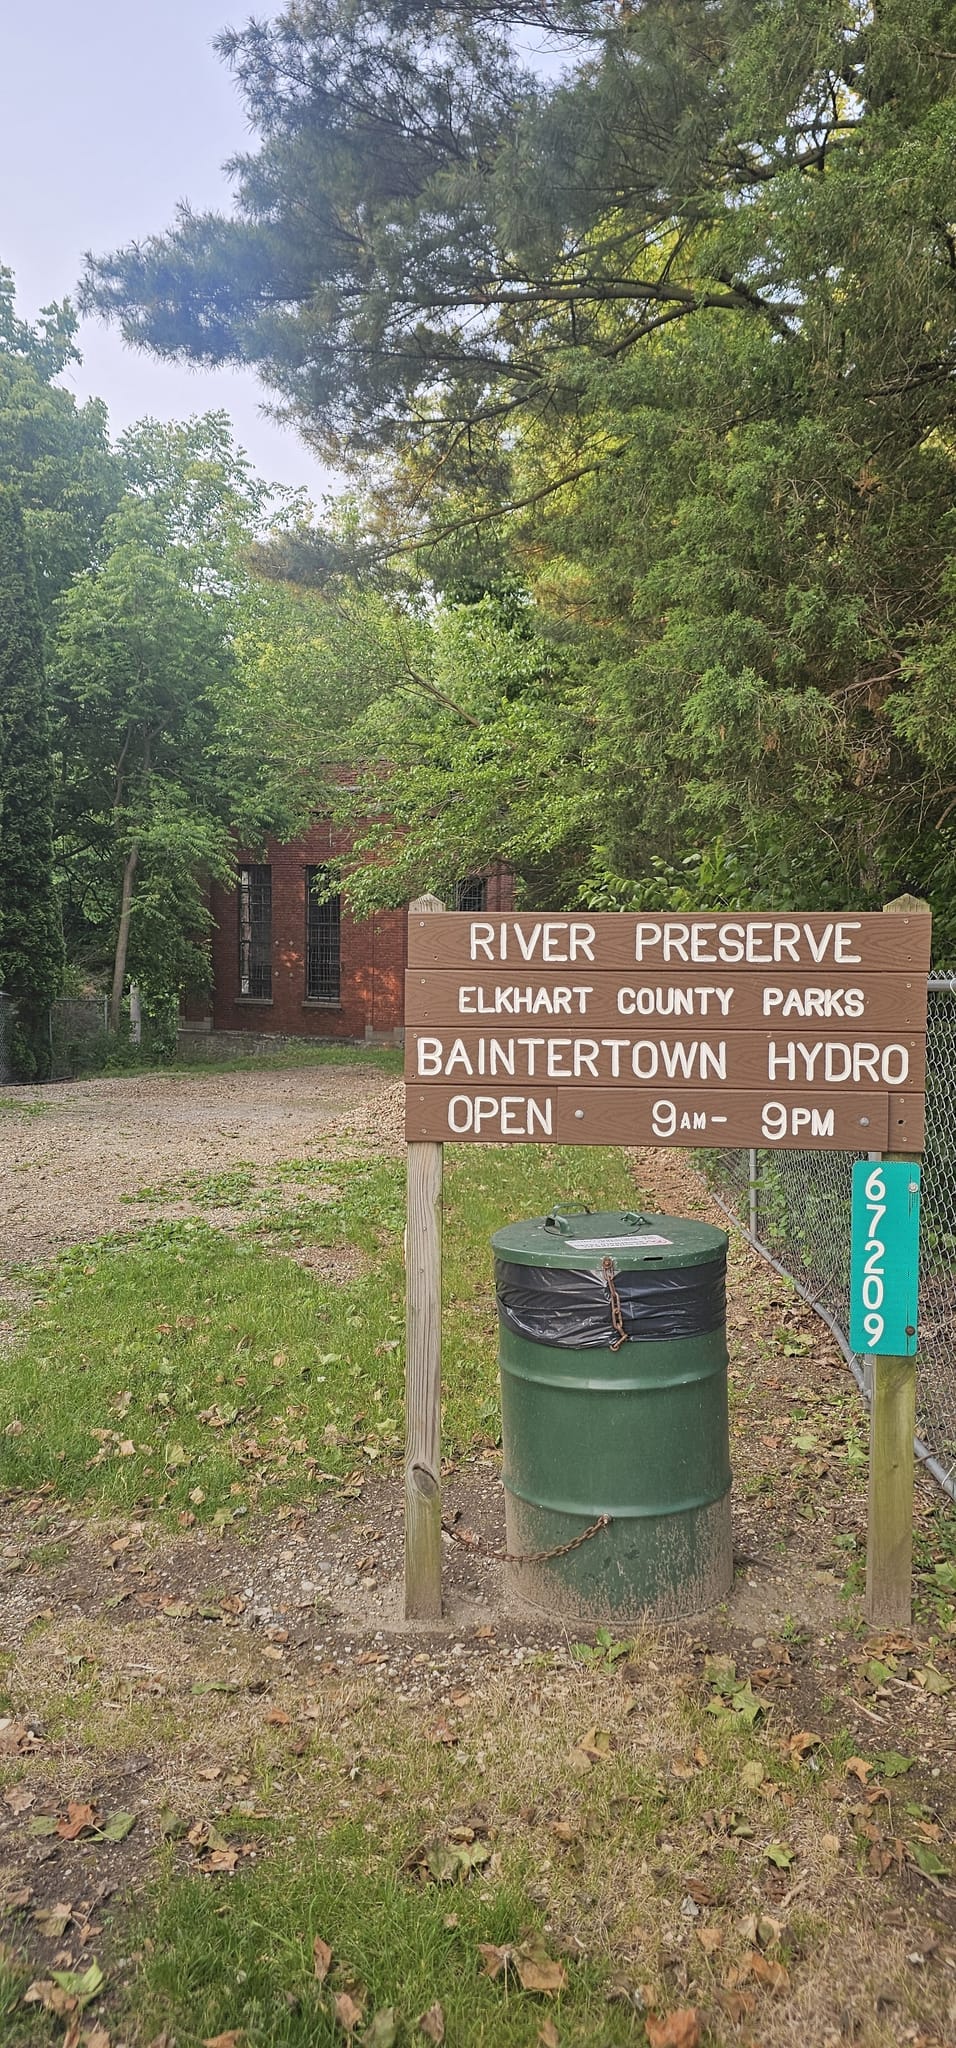 RIVER PRESERVE
ELKHART COUNTY PARKS
BAINTERTOWN HYDRO
OPEN 9AM- 9PM
67209